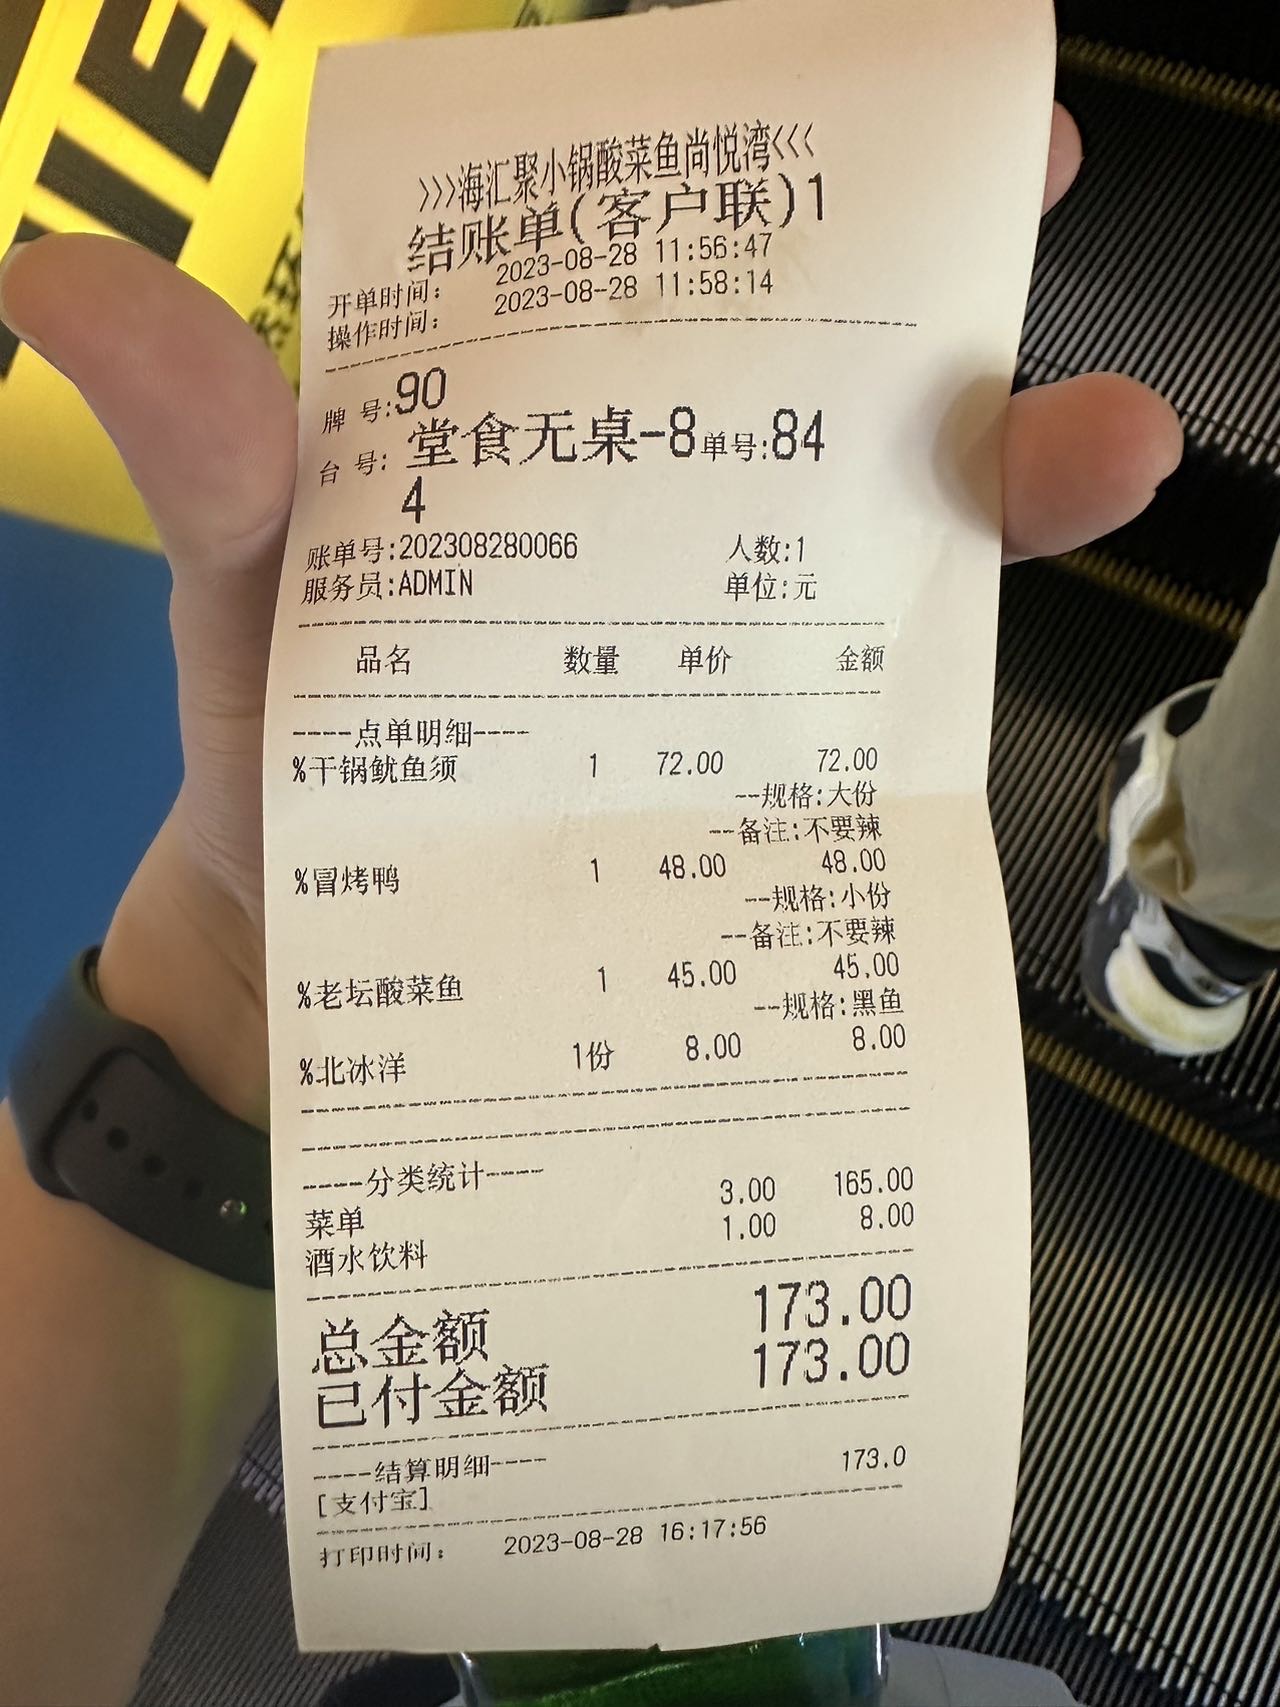 >>>海汇聚小锅酸菜鱼尚悦湾<<<
结账单(客户联)1
开单时间: 2023-08-28 11:56:47
操作时间: 2023-08-28 11:58:14
牌 号:90
台 号: 堂食无桌-8 单号:84
4
账单号:202308280066 人数:1
服务员:ADMIN 单位:元
品名 数量 单价 金额
----点单明细----
%干锅鱿鱼须 1 72.00 72.00
--规格:大份
--备注:不要辣
%冒烤鸭 1 48.00 48.00
--规格:小份
--备注:不要辣
%老坛酸菜鱼 1 45.00 45.00
--规格:黑鱼
%北冰洋 1份 8.00 8.00
----分类统计----
菜单 3.00 165.00
酒水饮料 1.00 8.00
总金额 173.00
已付金额 173.00
----结算明细----
[支付宝] 173.0
打印时间: 2023-08-28 16:17:56